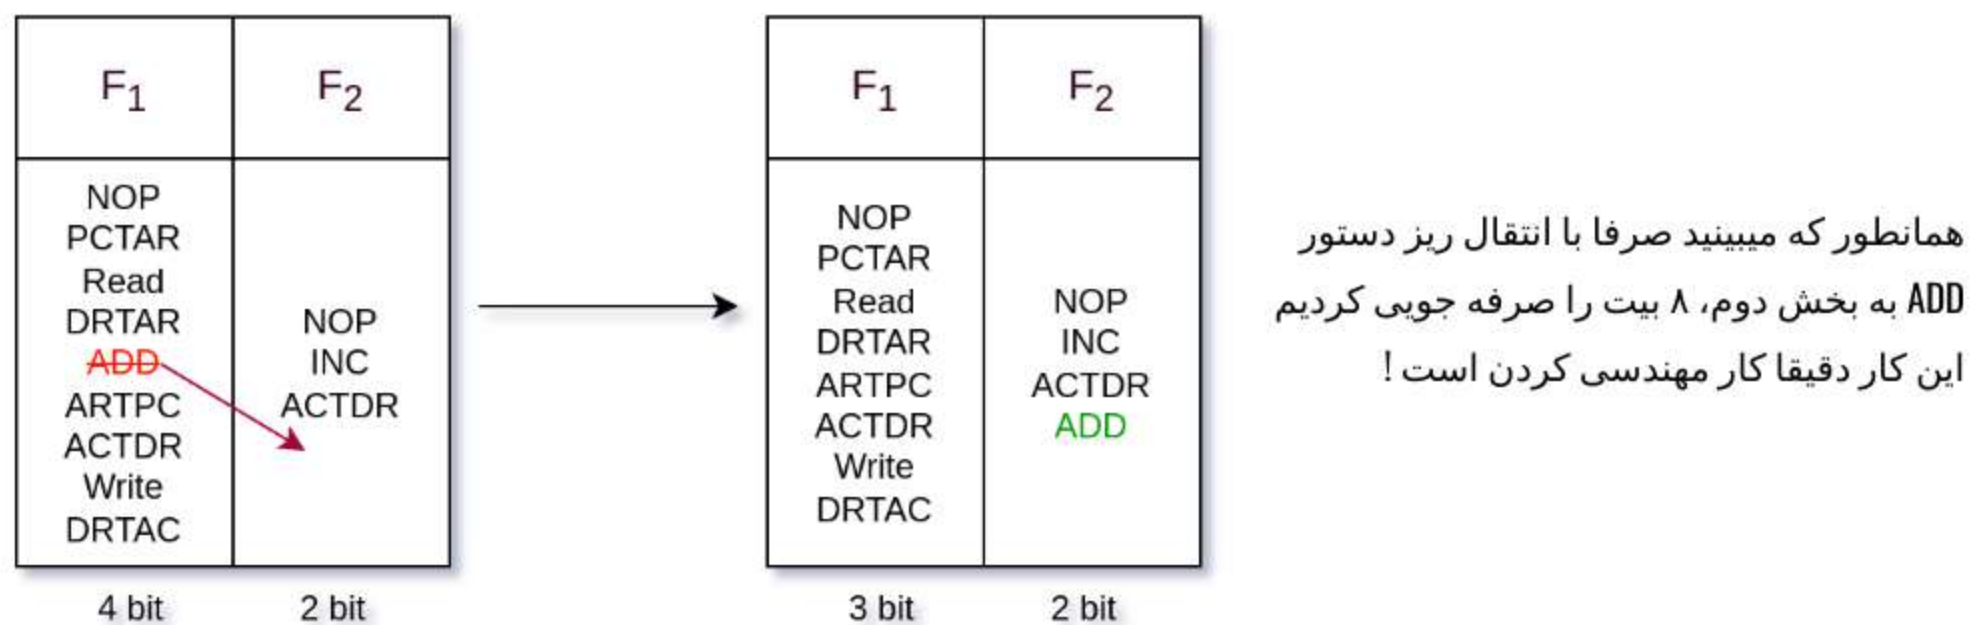 F1
F2
NOP
PCTAR
Read
DRTAR
ADD
ARTPC
ACTDR
Write
DRTAC
NOP
INC
ACTDR
4 bit
2 bit
F1
F2
NOP
PCTAR
Read
DRTAR
ARTPC
ACTDR
Write
DRTAC
NOP
INC
ACTDR
ADD
3 bit
2 bit
همانطور که میبینید صرفا با انتقال ریز دستور
ADD به بخش دوم، ۸ بیت را صرفه جویی کردیم
این کار دقیقا کار مهندسی کردن است !